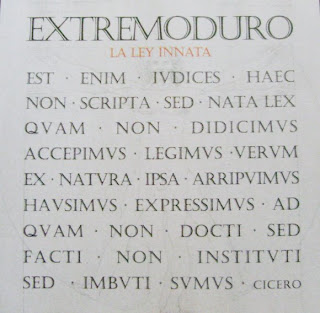 EXTREMODURO
LA LEY INNATA
EST · ENIM · IVDICES · HAEC
NON · SCRIPTA · SED · NATA LEX
QVAM · NON · DIDICIMVS
ACCEPIMVS · LEGIMVS · VERVM
EX · NATVRA · IPSA · ARRIPVIMVS
HAVSIMVS · EXPRESSIMVS · AD
QVAM · NON · DOCTI · SED
FACTI · NON · INSTITVTI
SED · IMBVTI · SVMVS · CICERO